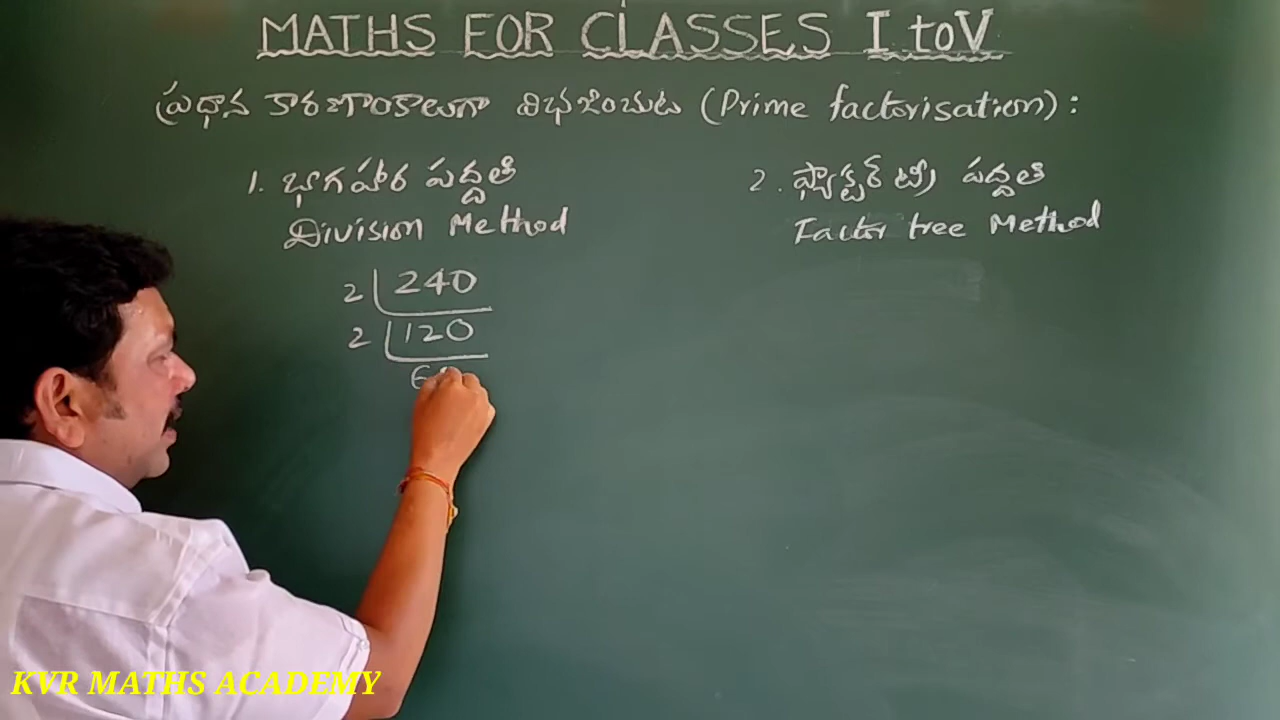 MATHS FOR CLASSES I to V
ప్రధాన కారణాంకాలుగా విభజించుట (Prime factorisation) :
1. భాగహార పద్ధతి
Division Method
2. ఫ్యాక్టర్ ట్రీ పద్ధతి
Factor tree Method
2 240
2 120
6
KVR MATHS ACADEMY